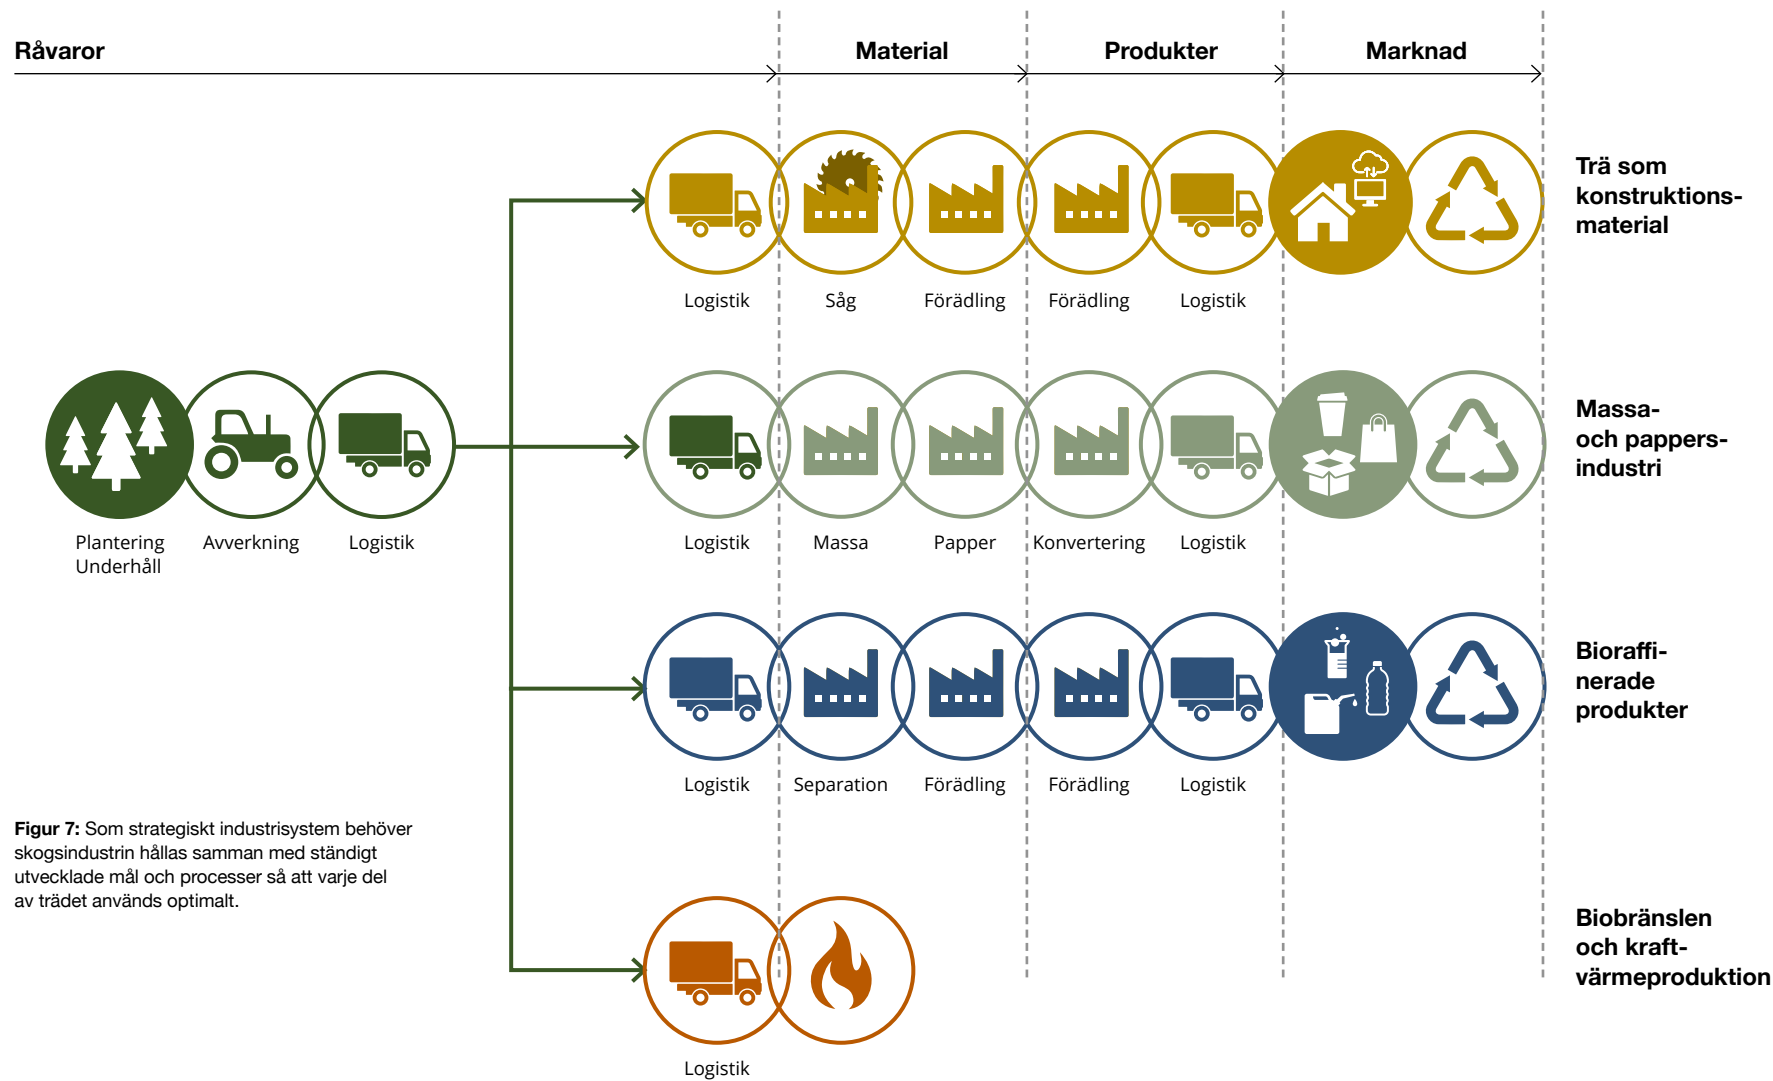 Råvaror
Material
Produkter
Marknad
Logistik
Såg
Förädling
Förädling
Logistik
Trä som
konstruktions-
material
Plantering
Underhåll
Avverkning
Logistik
Logistik
Massa
Papper
Konvertering
Logistik
Massa-
och pappers-
industri
Logistik
Separation
Förädling
Förädling
Logistik
Bioraffi-
nerade
produkter
Figur 7: Som strategiskt industrisystem behöver
skogsindustrin hållas samman med ständigt
utvecklade mål och processer så att varje del
av trädet används optimalt.
Logistik
Biobränslen
och kraft-
värmeproduktion